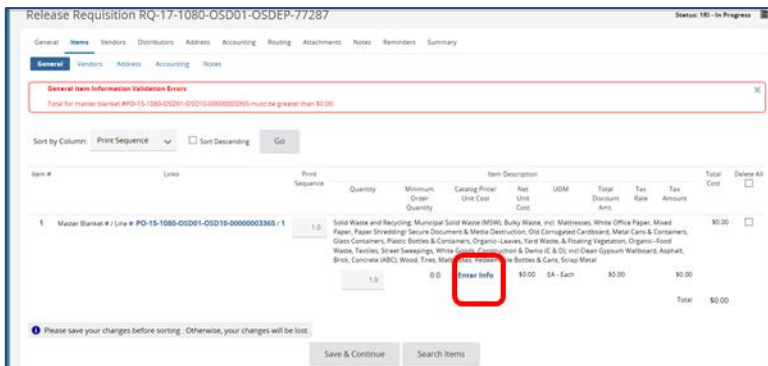 Release Requisition RQ-17-1080-OSD01-OSDEP-77287
Status: 1RI - In Progress
General Items Vendors Distributors Address Accounting Routing Attachments Notes Reminders Summary
General Vendors Address Accounting Notes
General Item Information Validation Errors
Total for master blanket #PO-15-1080-OSD01-OSD10-00000003365 must be greater than $0.00
Sort by Column: Print Sequence Sort Descending Go
Item # Links Print Sequence Item Description Total Cost Delete All
Quantity Minimum Order Quantity Catalog Price/ Unit Cost Net Unit Cost UOM Total Discount Amt. Tax Rate Tax Amount
1 Master Blanket # / Line #: PO-15-1080-OSD01-OSD10-00000003365 / 1 1.0 Solid Waste and Recycling, Municipal Solid Waste (MSW), Bulky Waste, incl. Mattresses, White Office Paper, Mixed $0.00
Paper, Paper Shredding/ Secure Document & Media Destruction, Old Corrugated Cardboard, Metal Cans & Containers,
Glass Containers, Plastic Bottles & Containers, Organic-Leaves, Yard Waste, & Floating Vegetation, Organic--Food
Waste, Textiles, Street Sweepings, White Goods, Construction & Demo (C & D), incl Clean Gypsum Wallboard, Asphalt,
Brick, Concrete (ABC), Wood, Tires, Mattresses, Redeemable Bottles & Cans, Scrap Metal
1.0 0.0 Enter Info $0.00 EA - Each $0.00 $0.00
Total $0.00
Please save your changes before sorting . Otherwise, your changes will be lost.
Save & Continue Search Items